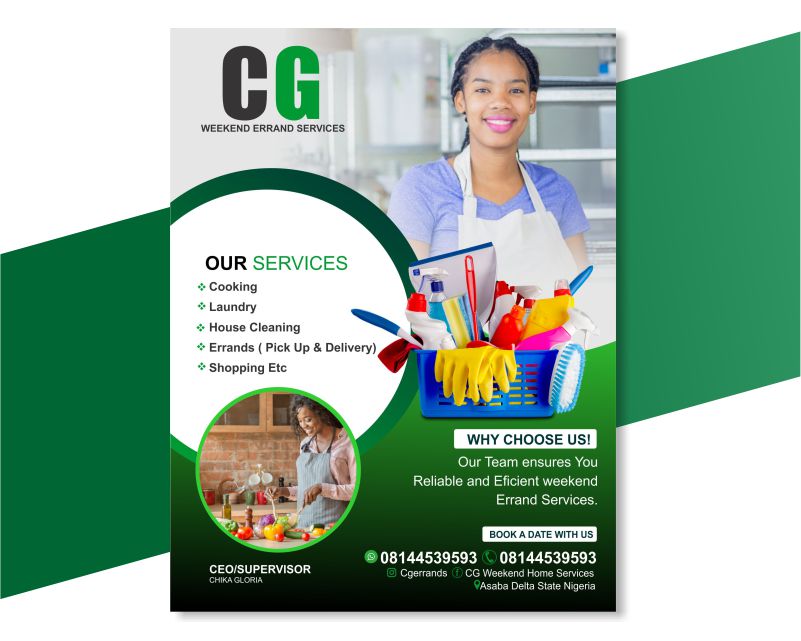 CG
WEEKEND ERRAND SERVICES
OUR SERVICES
Cooking
Laundry
House Cleaning
Errands ( Pick Up & Delivery)
Shopping Etc
WHY CHOOSE US!
Our Team ensures You
Reliable and Eficient weekend
Errand Services.
BOOK A DATE WITH US
08144539593 08144539593
Cgerrands CG Weekend Home Services
Asaba Delta State Nigeria
CEO/SUPERVISOR
CHIKA GLORIA